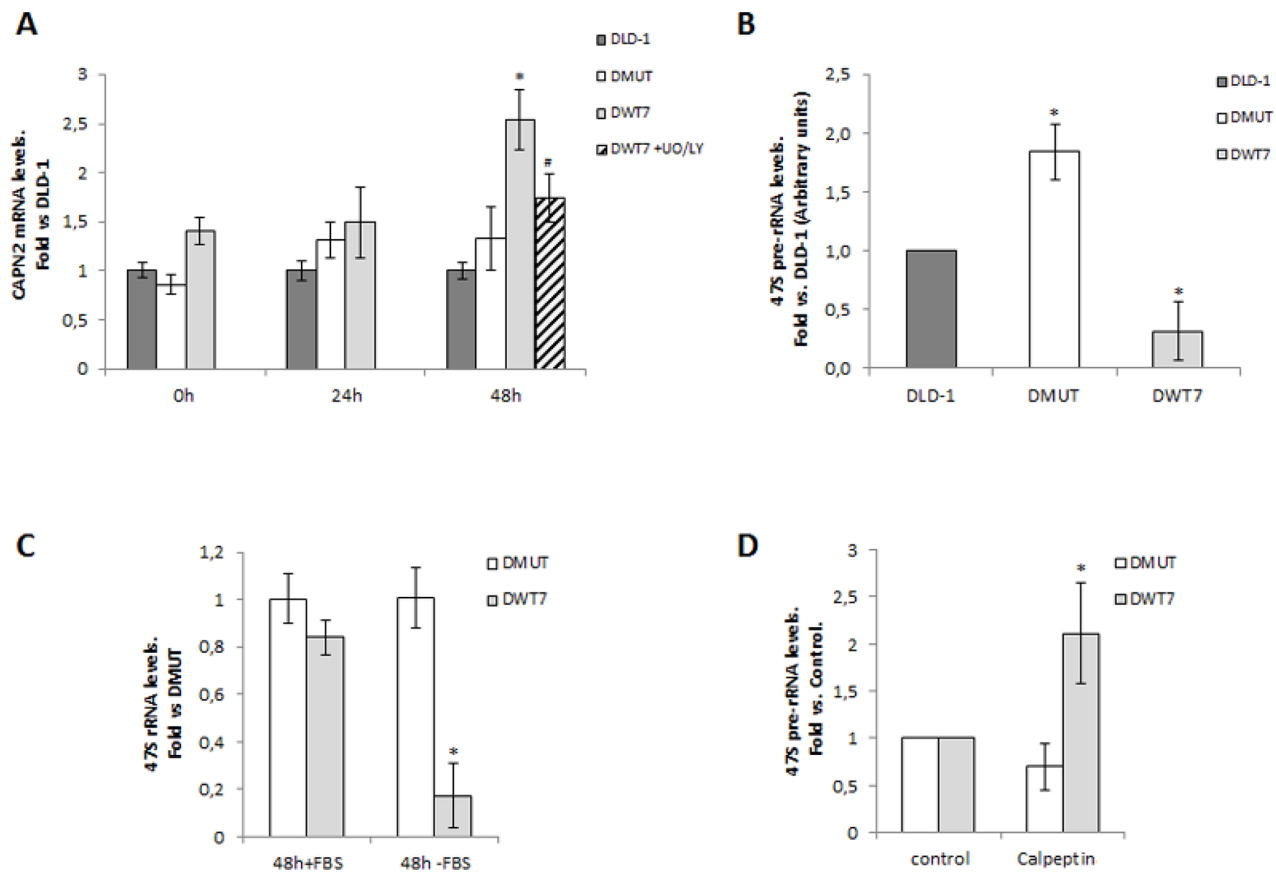 A
CAPN2 mRNA levels.
Fold vs DLD-1
3
2,5
2
1,5
1
0,5
0
*
#
0h
24h
48h
DLD-1
DMUT
DWT7
DWT7 +UO/LY
B
47S pre-rRNA levels.
Fold vs. DLD-1 (Arbitrary units)
2,5
2,0
1,5
1,0
0,5
0,0
*
*
DLD-1
DMUT
DWT7
DLD-1
DMUT
DWT7
C
47S rRNA levels.
Fold vs DMUT
1,2
1
0,8
0,6
0,4
0,2
0
*
48h+FBS
48h -FBS
DMUT
DWT7
D
47S pre-rRNA levels.
Fold vs. Control.
3
2,5
2
1,5
1
0,5
0
*
control
Calpeptin
DMUT
DWT7